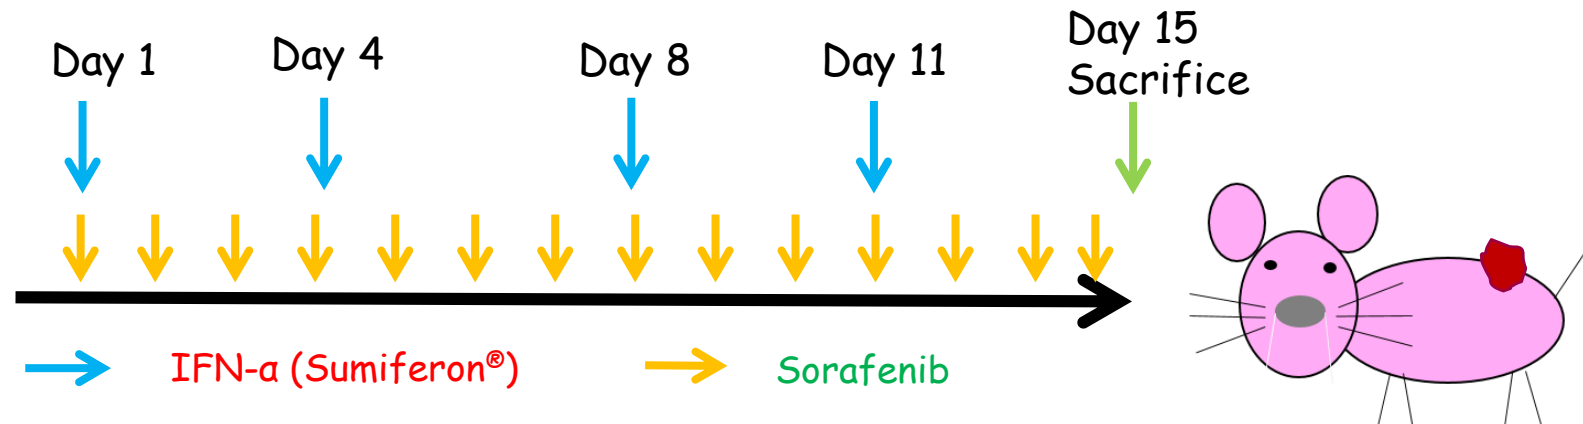 Day 1
Day 4
Day 8
Day 11
Day 15
Sacrifice
IFN-α (Sumiferon®)
Sorafenib